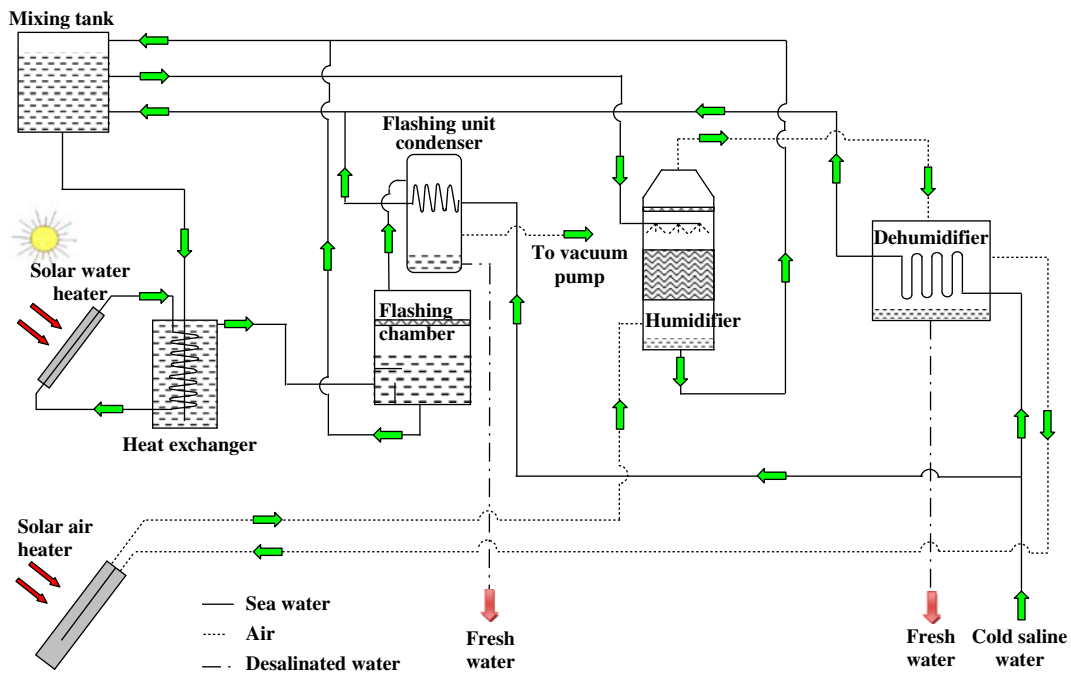 Mixing tank
Flashing unit
condenser
Dehumidifier
Solar water
heater
To vacuum
pump
Flashing
chamber
Humidifier
Heat exchanger
Solar air
heater
Sea water
Air
Desalinated water
Fresh
water
Fresh
water
Cold saline
water